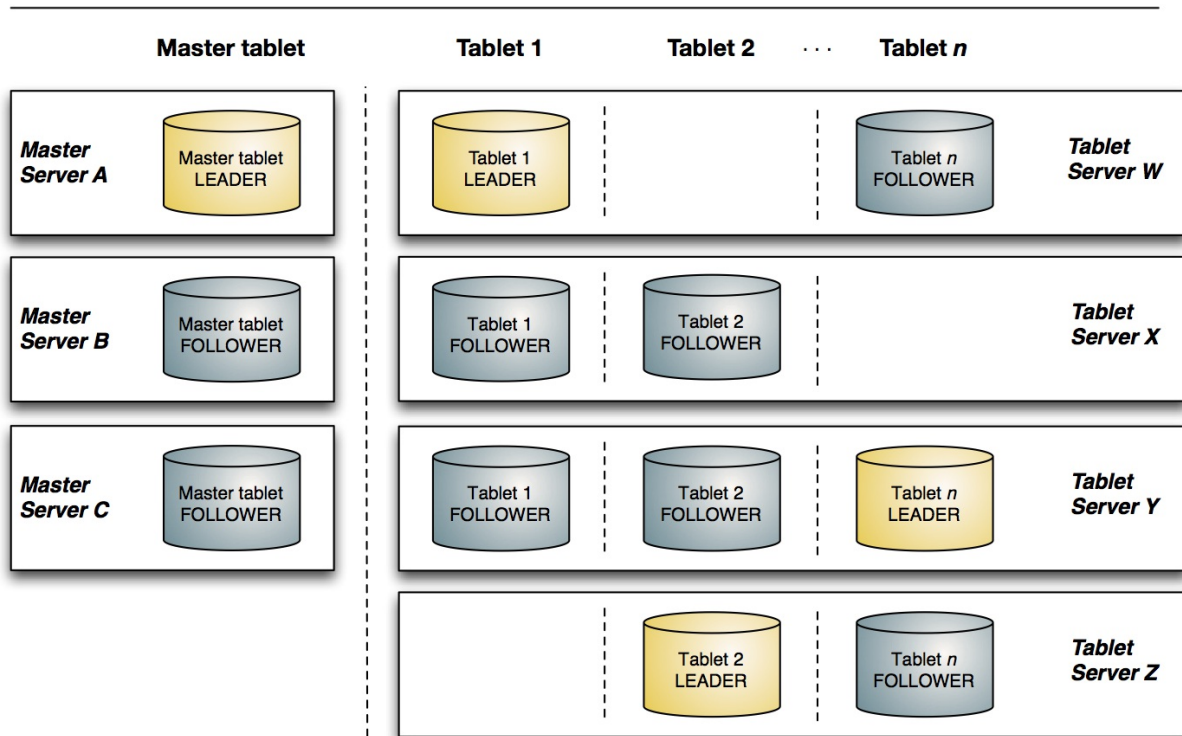 Master tablet
Tablet 1
Tablet 2
· · ·
Tablet n
Master
Server A
Master tablet
LEADER
Tablet 1
LEADER
Tablet n
FOLLOWER
Tablet
Server W
Master
Server B
Master tablet
FOLLOWER
Tablet 1
FOLLOWER
Tablet 2
FOLLOWER
Tablet
Server X
Master
Server C
Master tablet
FOLLOWER
Tablet 1
FOLLOWER
Tablet 2
FOLLOWER
Tablet n
LEADER
Tablet
Server Y
Tablet 2
LEADER
Tablet n
FOLLOWER
Tablet
Server Z